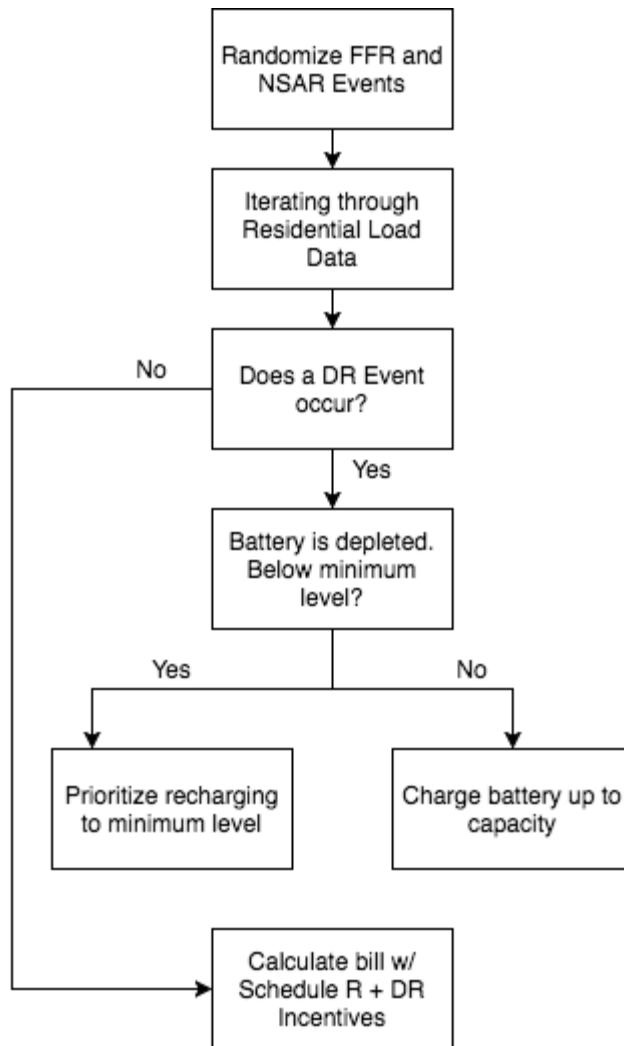 Randomize FFR and
NSAR Events
Iterating through
Residential Load
Data
No
Does a DR Event
occur?
Yes
Battery is depleted.
Below minimum
level?
Yes
No
Prioritize recharging
to minimum level
Charge battery up to
capacity
Calculate bill w/
Schedule R + DR
Incentives